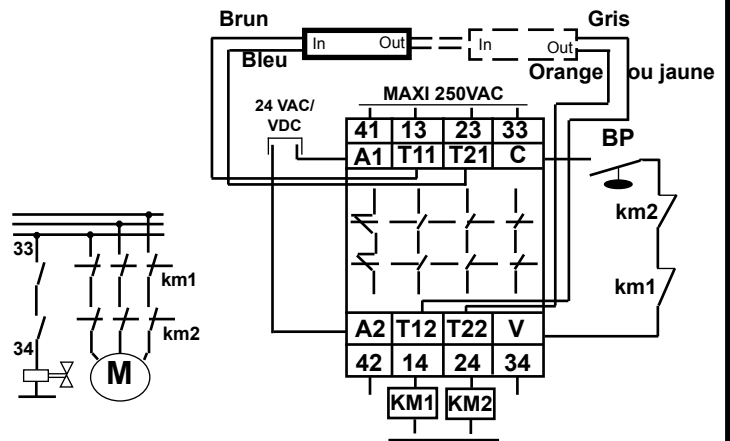 Brun
Gris
In Out
In Out
Bleu
Orange ou jaune
24 VAC/
VDC
MAXI 250VAC
41 13 23 33
A1 T11 T21 C
BP
km2
km1
33
km1
km2
34
M
A2 T12 T22 V
42 14 24 34
KM1 KM2